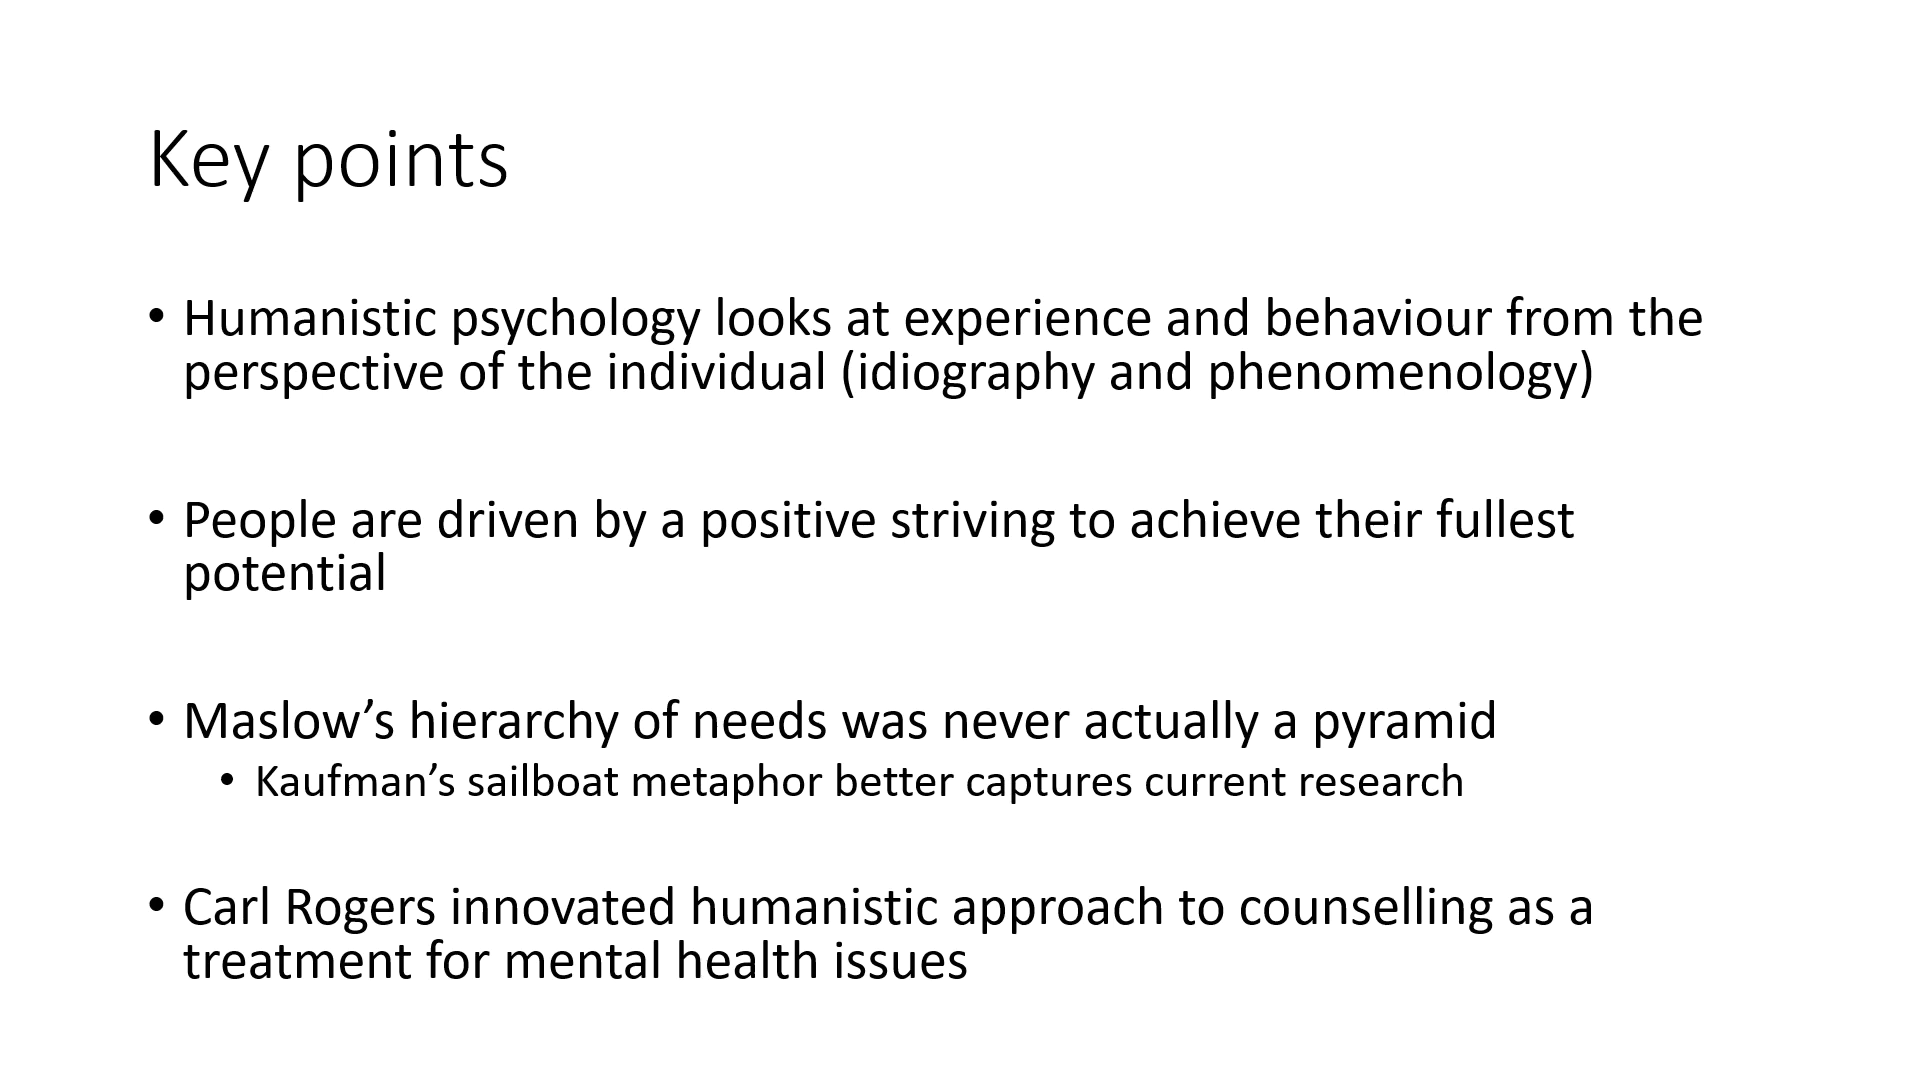 Key points
• Humanistic psychology looks at experience and behaviour from the
perspective of the individual (idiography and phenomenology)
• People are driven by a positive striving to achieve their fullest
potential
• Maslow’s hierarchy of needs was never actually a pyramid
• Kaufman’s sailboat metaphor better captures current research
• Carl Rogers innovated humanistic approach to counselling as a
treatment for mental health issues